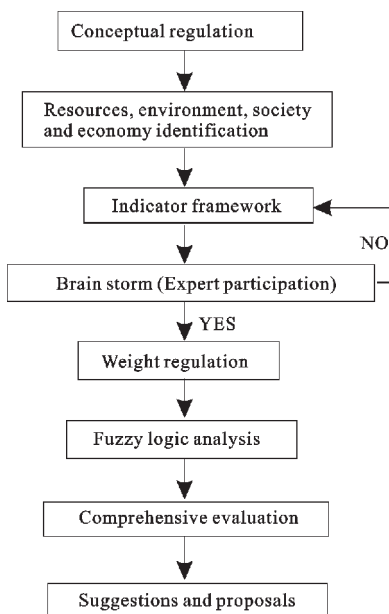 Conceptual regulation
Resources, environment, society
and economy identification
Indicator framework
NO
Brain storm (Expert participation)
YES
Weight regulation
Fuzzy logic analysis
Comprehensive evaluation
Suggestions and proposals